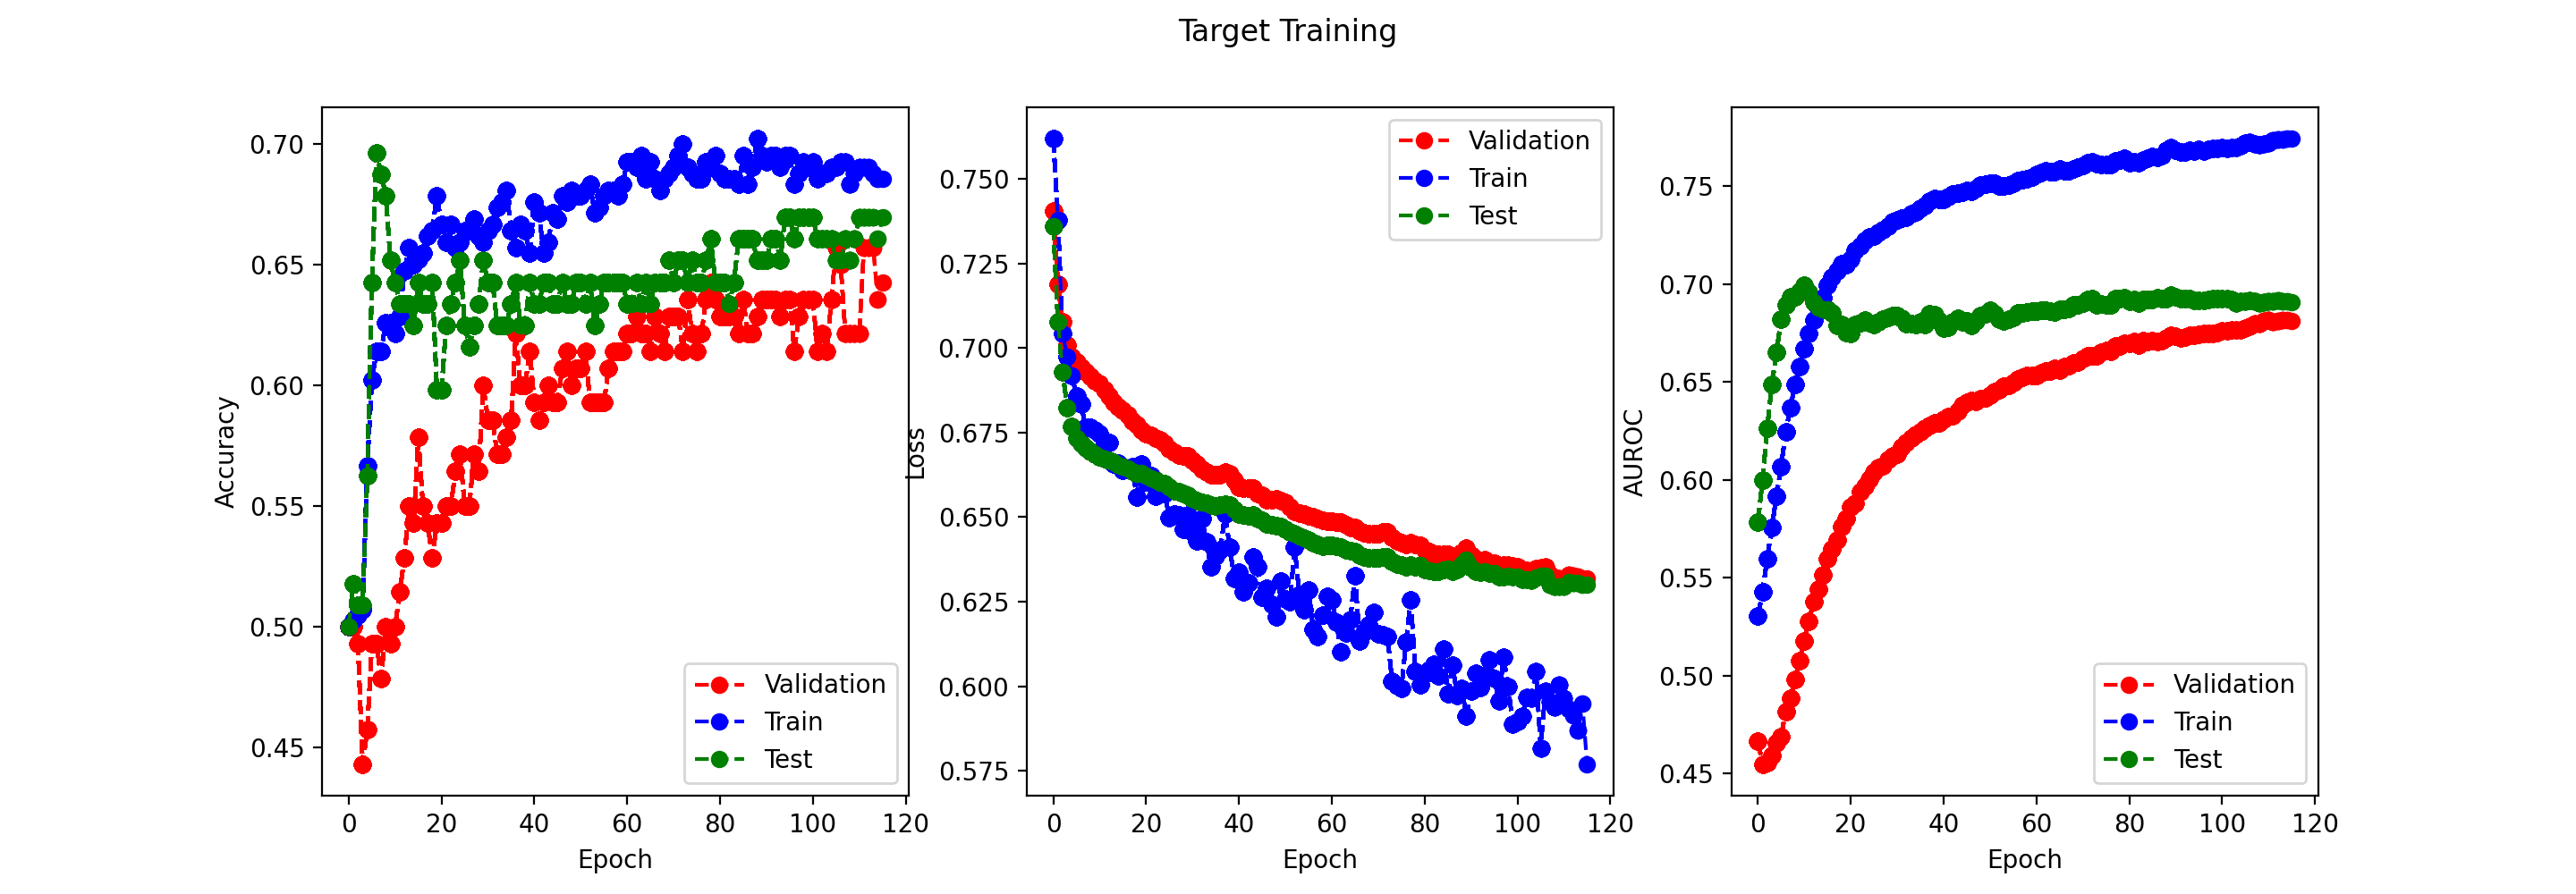 Target Training
Accuracy
0.70
0.65
0.60
0.55
0.50
0.45
0 20 40 60 80 100 120
Epoch
Validation
Train
Test
Loss
0.750
0.725
0.700
0.675
0.650
0.625
0.600
0.575
0 20 40 60 80 100 120
Epoch
Validation
Train
Test
AUROC
0.75
0.70
0.65
0.60
0.55
0.50
0.45
0 20 40 60 80 100 120
Epoch
Validation
Train
Test